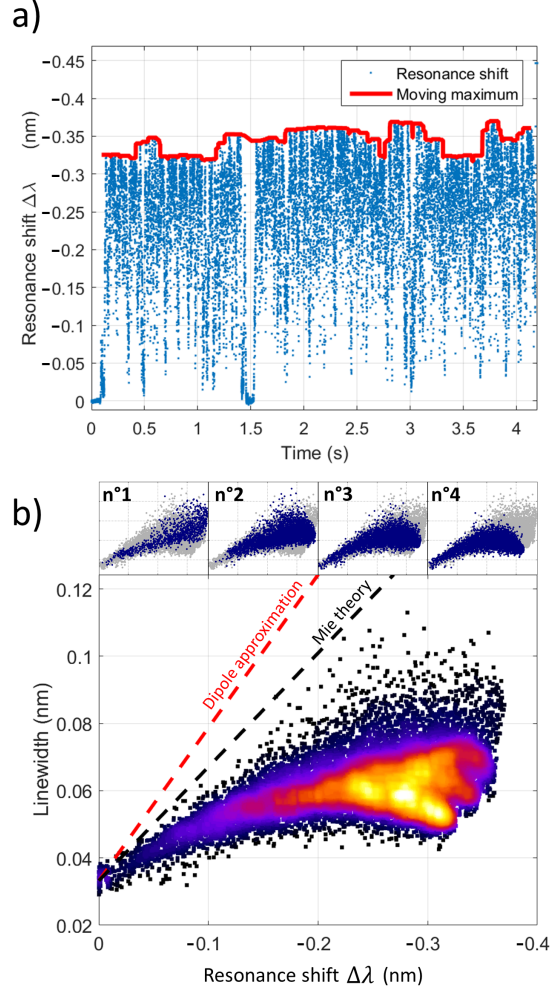 a)
−0.45
−0.4
−0.35
−0.3
−0.25
−0.2
−0.15
−0.1
−0.05
0
Resonance shift Δλ (nm)
Resonance shift
Moving maximum
0 0.5 1 1.5 2 2.5 3 3.5 4
Time (s)
b)
n°1 n°2 n°3 n°4
0.12
0.1
0.08
0.06
0.04
0.02
Linewidth (nm)
Dipole approximation
Mie theory
0 −0.1 −0.2 −0.3 −0.4
Resonance shift Δλ (nm)